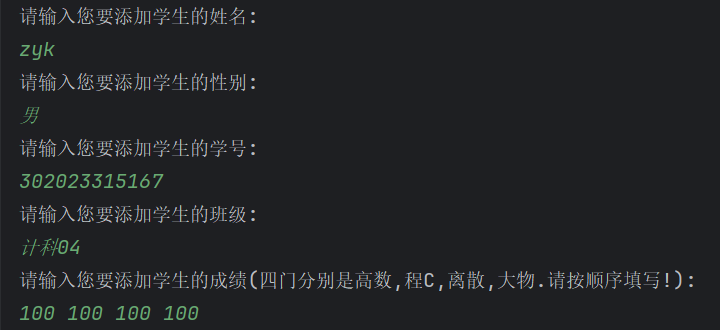 请输入您要添加学生的姓名:
zyk
请输入您要添加学生的性别:
男
请输入您要添加学生的学号:
302023315167
请输入您要添加学生的班级:
计科04
请输入您要添加学生的成绩(四门分别是高数,程C,离散,大物.请按顺序填写!):
100 100 100 100